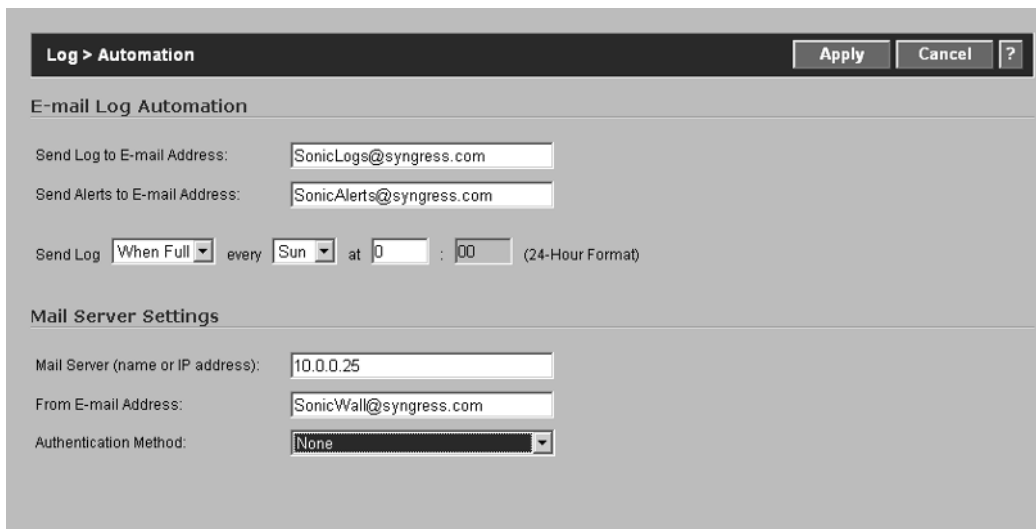 Log > Automation Apply Cancel ?
E-mail Log Automation
Send Log to E-mail Address: SonicLogs@syngress.com
Send Alerts to E-mail Address: SonicAlerts@syngress.com
Send Log When Full every Sun at 0 : 00 (24-Hour Format)
Mail Server Settings
Mail Server (name or IP address): 10.0.0.25
From E-mail Address: SonicWall@syngress.com
Authentication Method: None